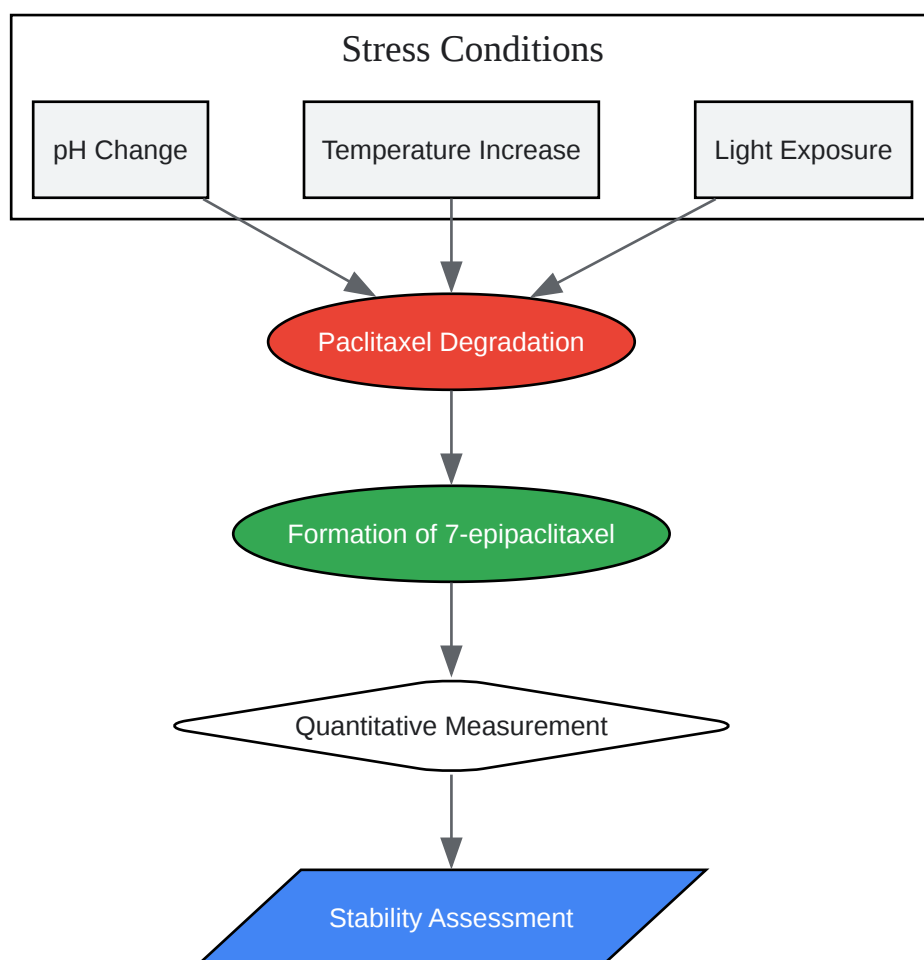 Stress Conditions
pH Change
Temperature Increase
Light Exposure
Paclitaxel Degradation
Formation of 7-epipaclitaxel
Quantitative Measurement
Stability Assessment